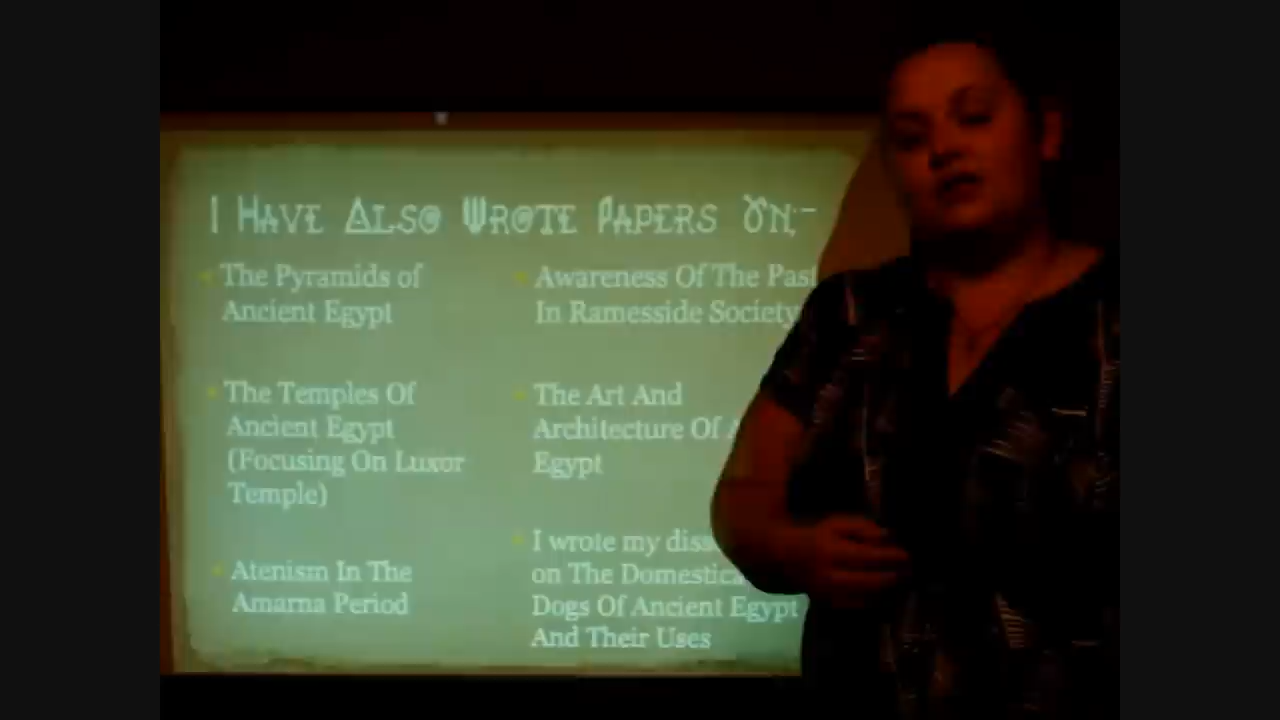 I Have Also Wrote Papers On;-
The Pyramids of
Ancient Egypt
The Temples Of
Ancient Egypt
(Focusing On Luxor
Temple)
Atenism In The
Amarna Period
Awareness Of The Past
In Ramesside Society
The Art And
Architecture Of
Egypt
I wrote my
on The
Dogs Of Ancient Egypt
And Their Uses